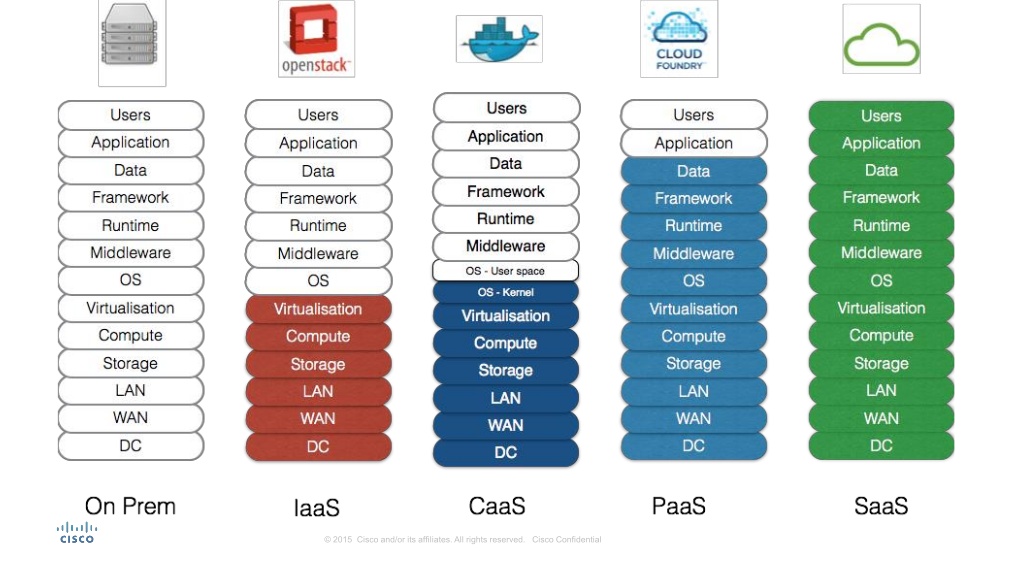 openstack™
CLOUD
FOUNDRY™
Users
Application
Data
Framework
Runtime
Middleware
OS
Virtualisation
Compute
Storage
LAN
WAN
DC
On Prem
Users
Application
Data
Framework
Runtime
Middleware
OS
Virtualisation
Compute
Storage
LAN
WAN
DC
IaaS
Users
Application
Data
Framework
Runtime
Middleware
OS - User space
OS - Kernel
Virtualisation
Compute
Storage
LAN
WAN
DC
CaaS
Users
Application
Data
Framework
Runtime
Middleware
OS
Virtualisation
Compute
Storage
LAN
WAN
DC
PaaS
Users
Application
Data
Framework
Runtime
Middleware
OS
Virtualisation
Compute
Storage
LAN
WAN
DC
SaaS
CISCO
© 2015 Cisco and/or its affiliates. All rights reserved. Cisco Confidential